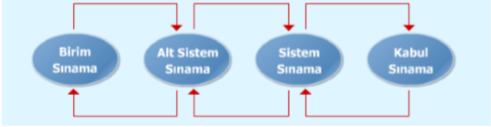 Birim
Sınama
Alt Sistem
Sınama
Sistem
Sınama
Kabul
Sınama